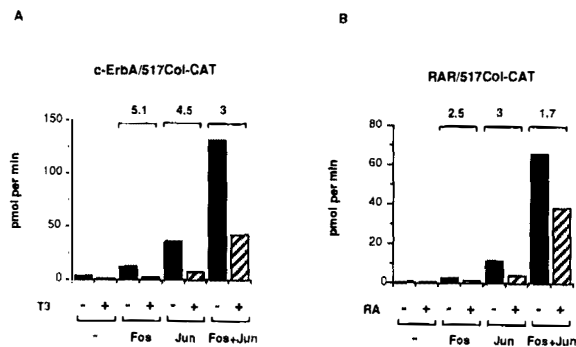 A
c-ErbA/517Col-CAT
5.1 4.5 3
150
100
50
0
pmol per min
T3 - + - + - + - +
- Fos Jun Fos+Jun
B
RAR/517Col-CAT
2.5 3 1.7
80
60
40
20
0
pmol per min
RA - + - + - + - +
- Fos Jun Fos+Jun